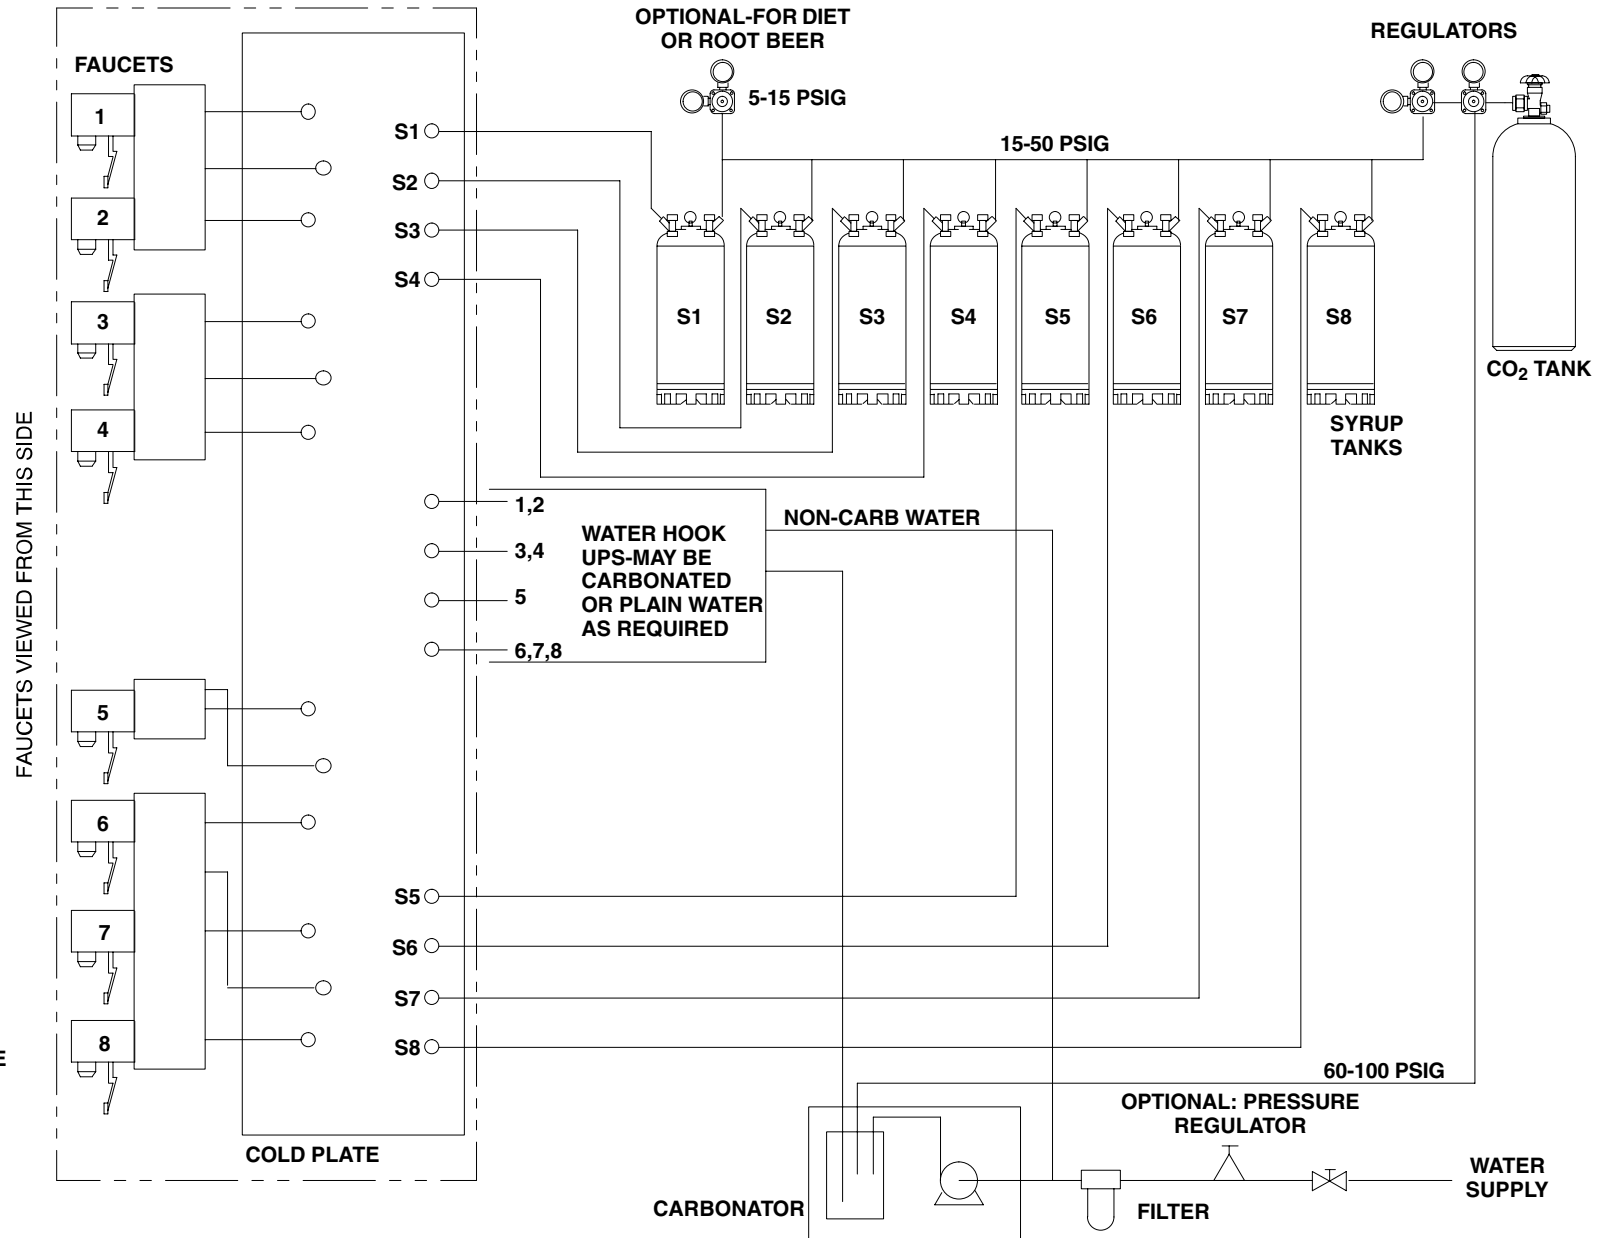 OPTIONAL-FOR DIET
OR ROOT BEER
REGULATORS
FAUCETS
5-15 PSIG
15-50 PSIG
1
2
3
4
5
6
7
8
S1
S2
S3
S4
S1
S2
S3
S4
S5
S6
S7
S8
CO2 TANK
SYRUP
TANKS
FAUCETS VIEWED FROM THIS SIDE
1,2
3,4
5
6,7,8
WATER HOOK
UPS-MAY BE
CARBONATED
OR PLAIN WATER
AS REQUIRED
NON-CARB WATER
S5
S6
S7
S8
E
60-100 PSIG
OPTIONAL: PRESSURE
REGULATOR
COLD PLATE
WATER
SUPPLY
CARBONATOR
FILTER